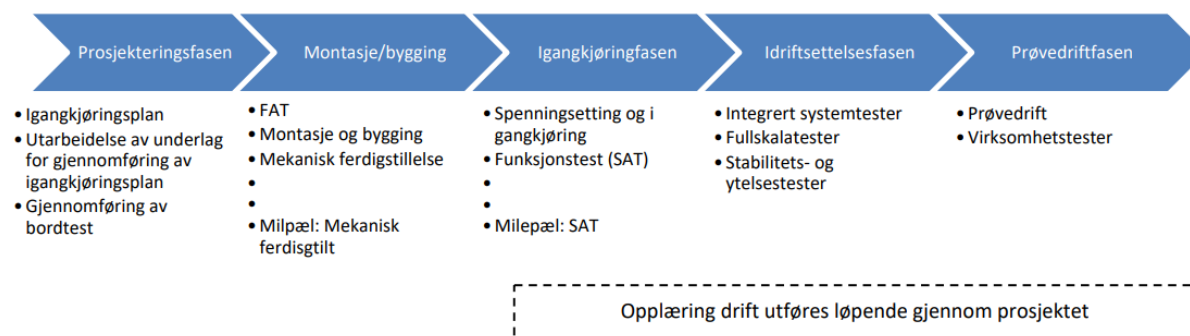 Prosjekteringsfasen
Montasje/bygging
Igangkjøringfasen
Idriftsettelsesfasen
Prøvedriftfasen
• Igangkjøringsplan
• Utarbeidelse av underlag
for gjennomføring av
igangkjøringsplan
• Gjennomføring av
bordtest
• FAT
• Montasje og bygging
• Mekanisk ferdigstillelse
•
•
• Milpæl: Mekanisk
ferdisgtilt
• Spenningsetting og i
gangkjøring
• Funksjonstest (SAT)
•
•
• Milepæl: SAT
• Integrert systemtester
• Fullskalatester
• Stabilitets- og
ytelsestester
• Prøvedrift
• Virksomhetstester
Opplæring drift utføres løpende gjennom prosjektet